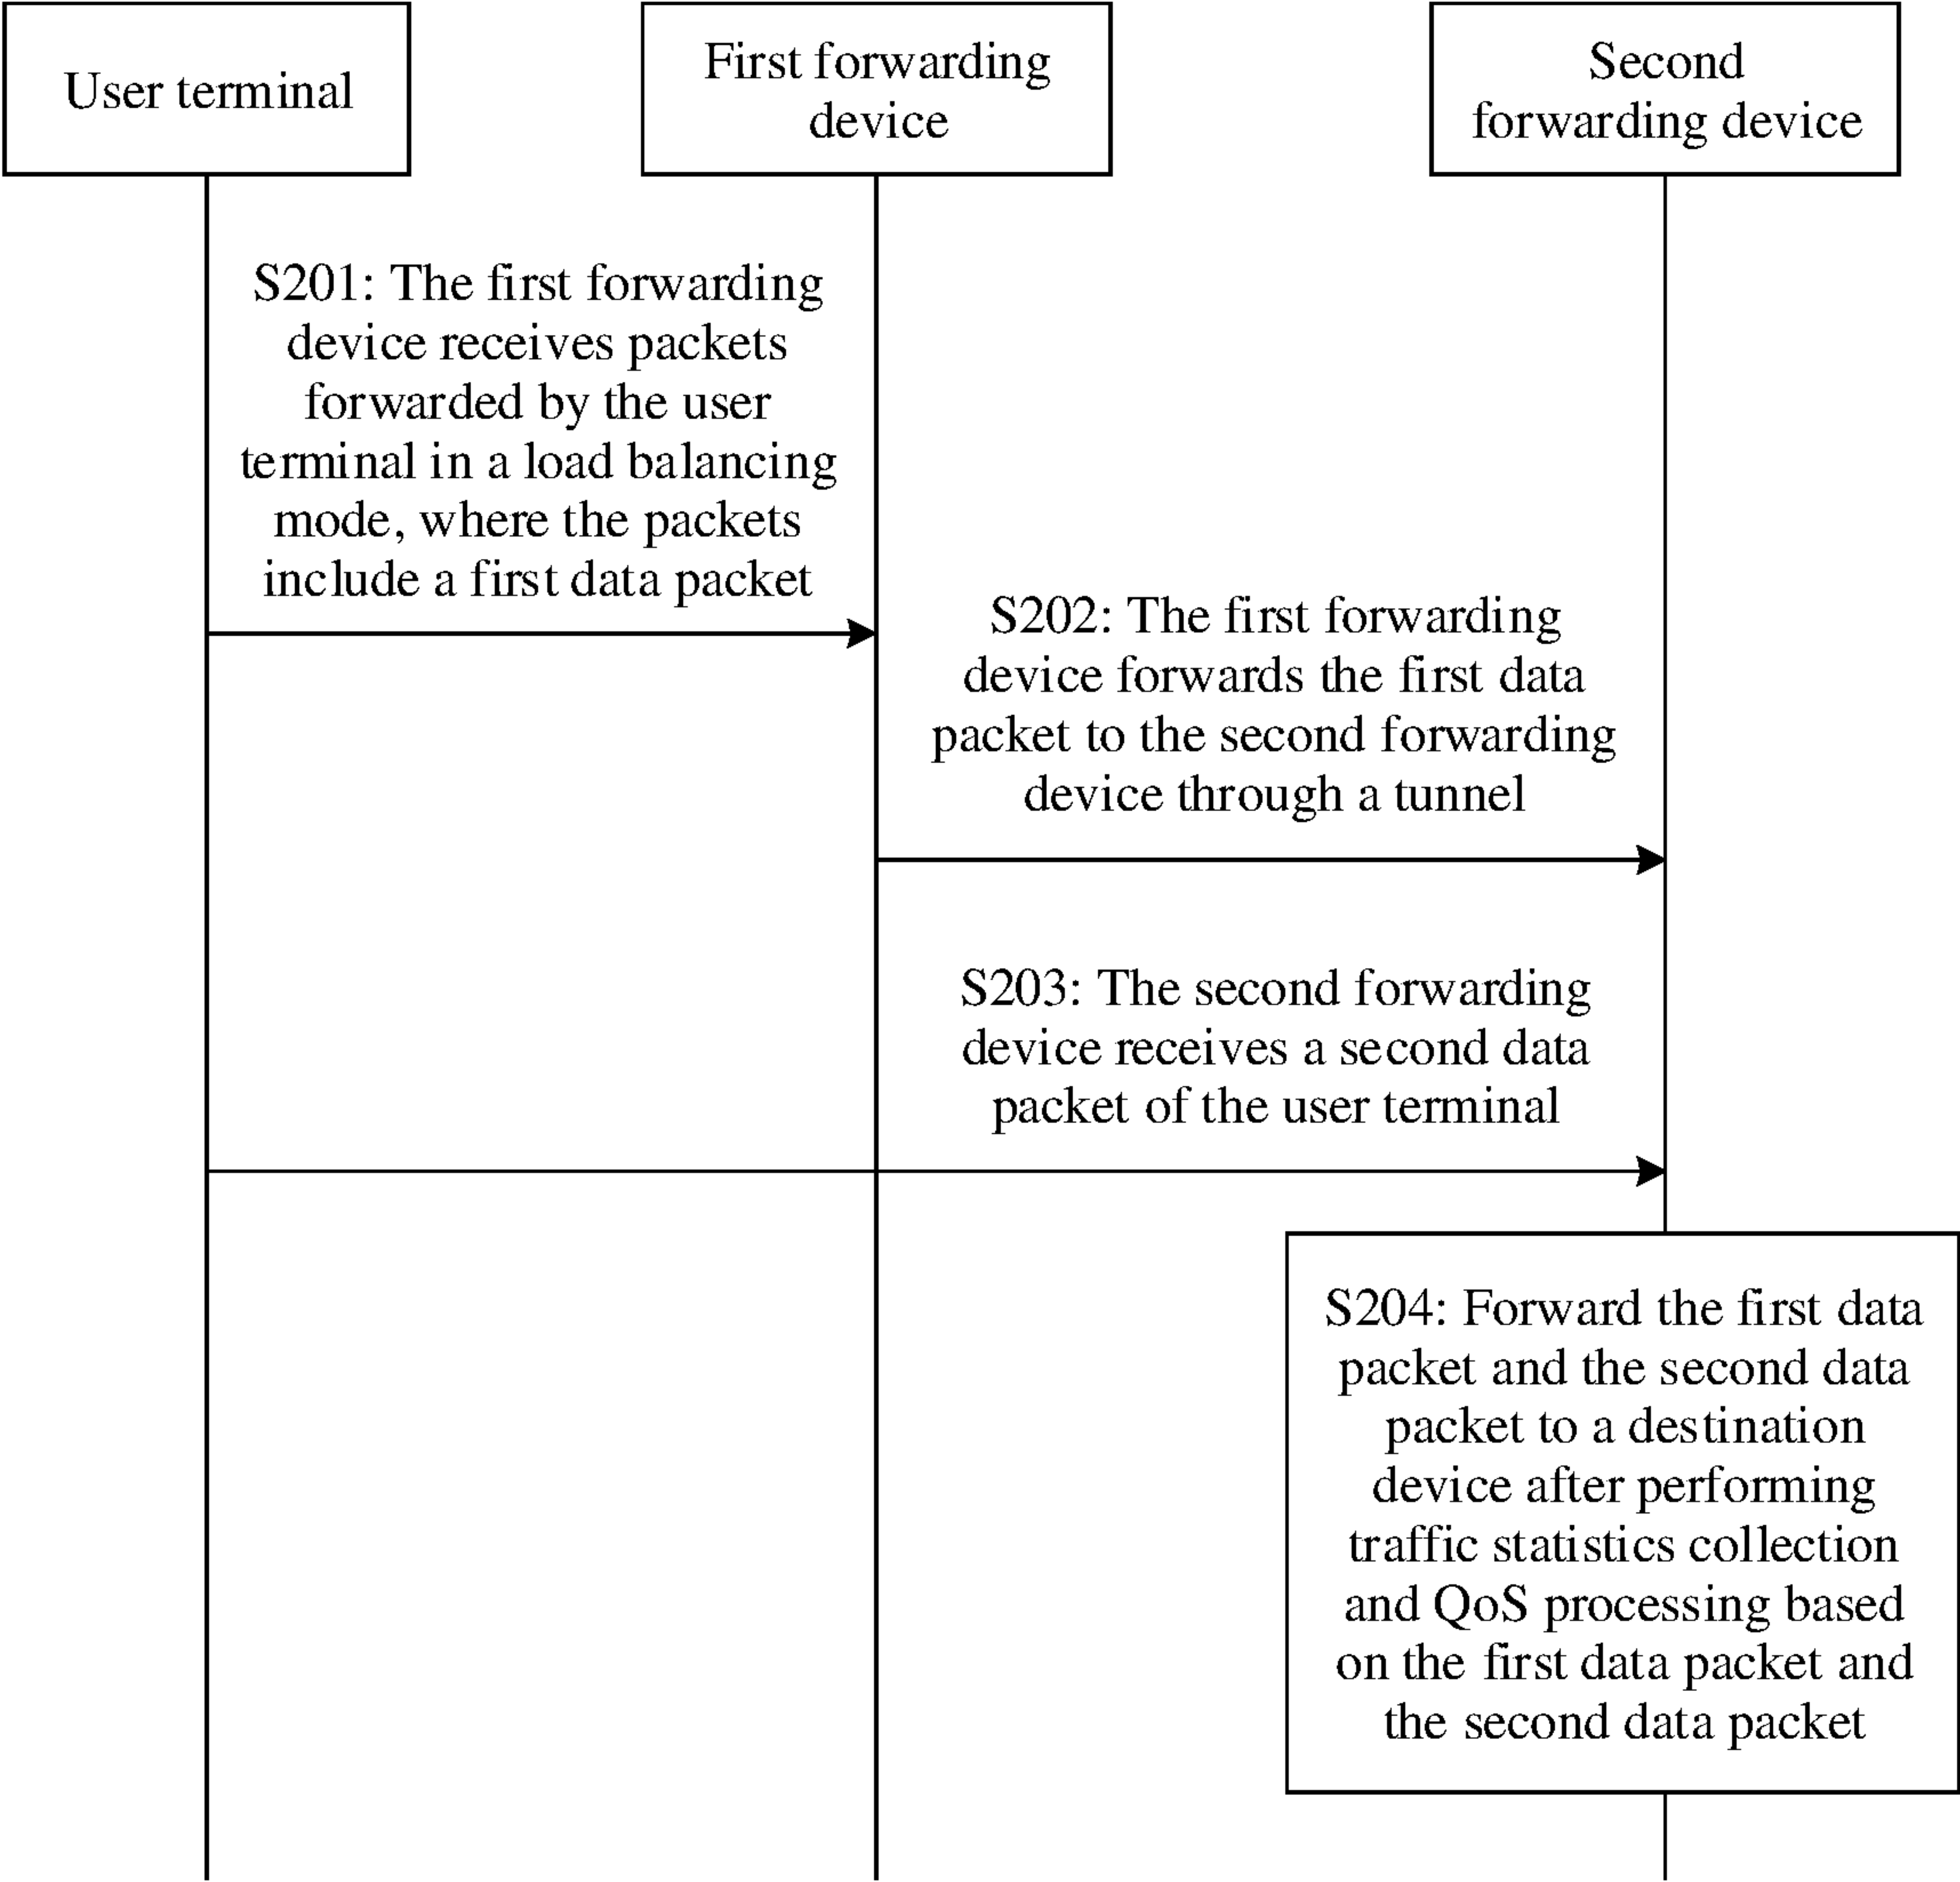 User terminal
First forwarding
device
Second
forwarding device
S201: The first forwarding
device receives packets
forwarded by the user
terminal in a load balancing
mode, where the packets
include a first data packet
S202: The first forwarding
device forwards the first data
packet to the second forwarding
device through a tunnel
S203: The second forwarding
device receives a second data
packet of the user terminal
S204: Forward the first data
packet and the second data
packet to a destination
device after performing
traffic statistics collection
and QoS processing based
on the first data packet and
the second data packet